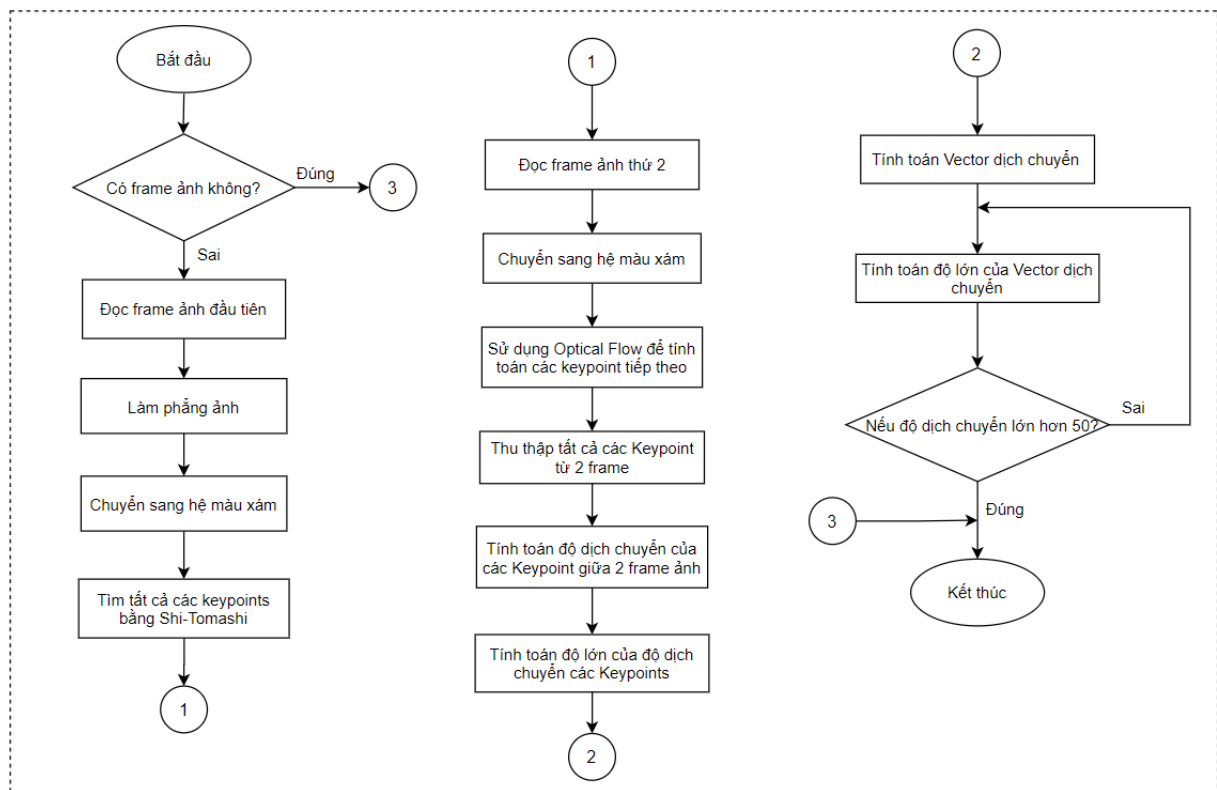 Bắt đầu
Có frame ảnh không?
Đúng
3
Sai
Đọc frame ảnh đầu tiên
Làm phẳng ảnh
Chuyển sang hệ màu xám
Tìm tất cả các keypoints
bằng Shi-Tomashi
1
1
Đọc frame ảnh thứ 2
Chuyển sang hệ màu xám
Sử dụng Optical Flow để tính
toán các keypoint tiếp theo
Thu thập tất cả các Keypoint
từ 2 frame
Tính toán độ dịch chuyển của
các Keypoint giữa 2 frame ảnh
Tính toán độ lớn của độ dịch
chuyển các Keypoints
2
2
Tính toán Vector dịch chuyển
Tính toán độ lớn của Vector dịch
chuyển
Nếu độ dịch chuyển lớn hơn 50?
Sai
Đúng
3
Kết thúc